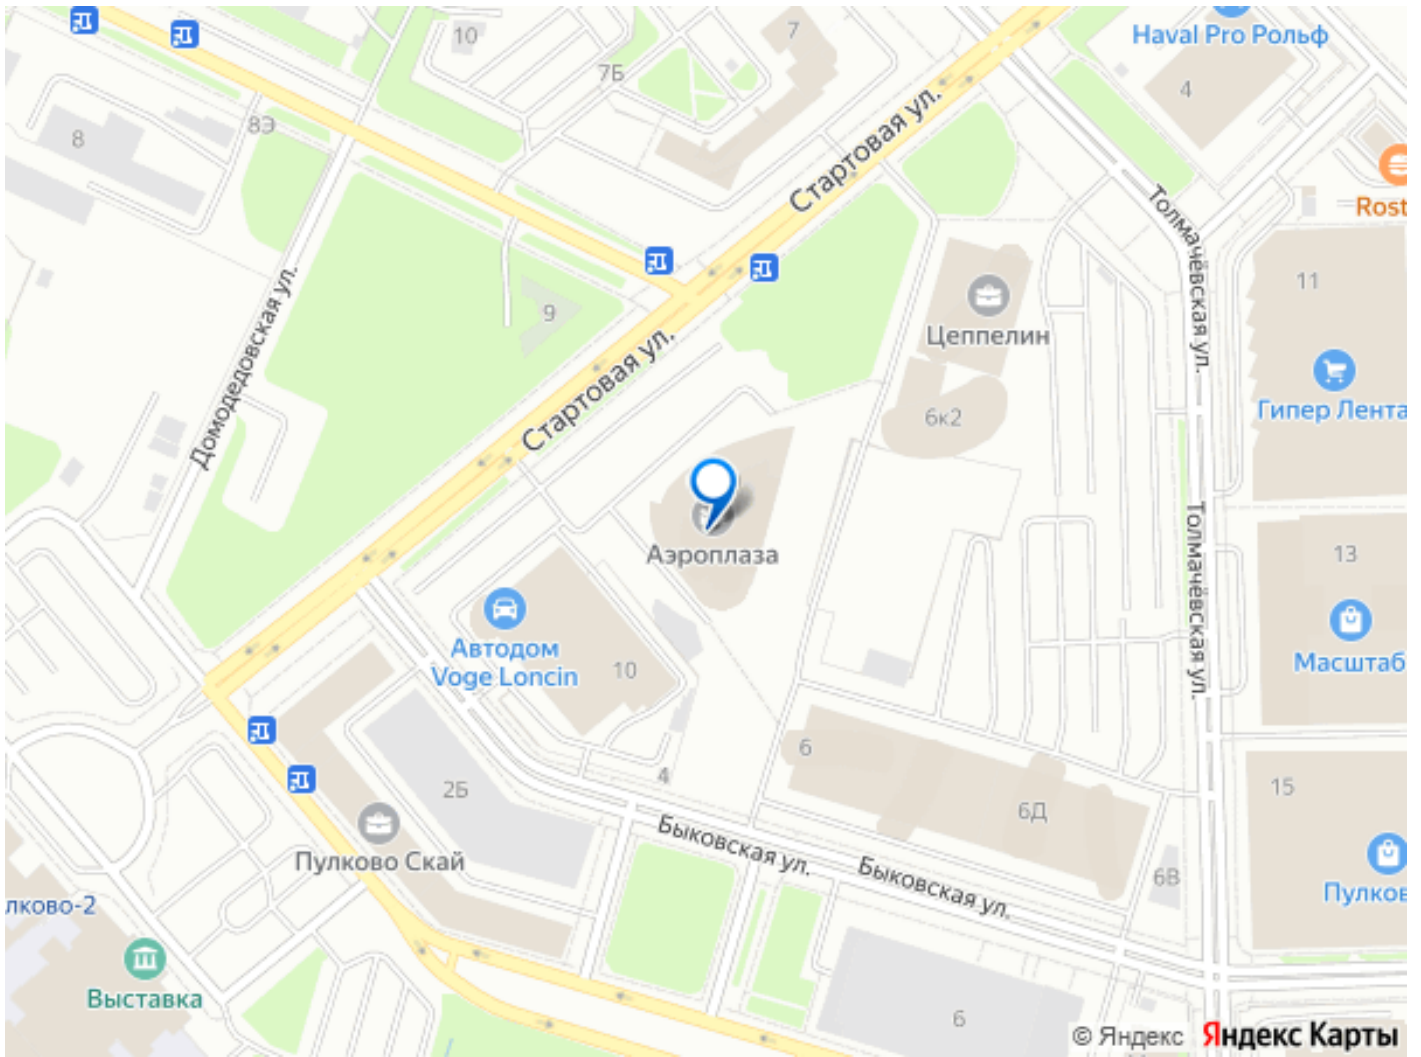 10
7
Haval Pro Рольф
7Б
4
8Э
8
Стартовая ул.
Толмачёвская ул.
Rost
9
11
Домодедовская ул.
Цеппелин
Стартовая ул.
6к2
Гипер Лента
Аэроплаза
13
Толмачёвская ул.
Автодом
Voge Loncin
10
Масштаб
6
4
2Б
6Д
15
Пулково Скай
Быковская ул.
Быковская ул.
6В
Пулков
лково-2
Выставка
6
© Яндекс Яндекс Карты